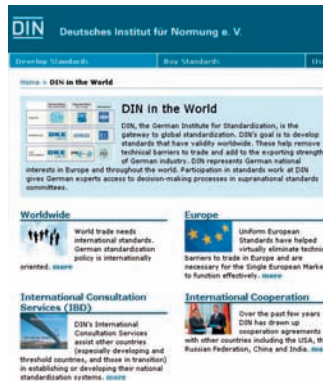 DIN Deutsches Institut für Normung e. V.
Develop Standards Buy Standards
Home > DIN in the World
DIN in the World
DIN, the German Institute for Standardization, is the
gateway to global standardization. DIN's goal is to develop
standards that have validity worldwide. These help remove
technical barriers to trade and add to the exporting strength
of German industry. DIN represents German national
interests in Europe and throughout the world. Participation in standards work at DIN
gives German experts access to decision-making processes in supranational standards
committees.
Worldwide
World trade needs
international standards.
German standardization
policy is internationally
oriented. more
Europe
Uniform European
Standards have helped
virtually eliminate techni
barriers to trade in Europe and are
necessary for the Single European Marke
to function effectively. more
International Consultation
Services (IBD)
DIN's International
Consultation Services
assist other countries
(especially developing and
threshold countries, and those in transition)
in establishing or developing their national
standardization systems. more
International Cooperation
Over the past few years
DIN has drawn up
cooperation agreements
with other countries including the USA, th
Russian Federation, China and India. mo